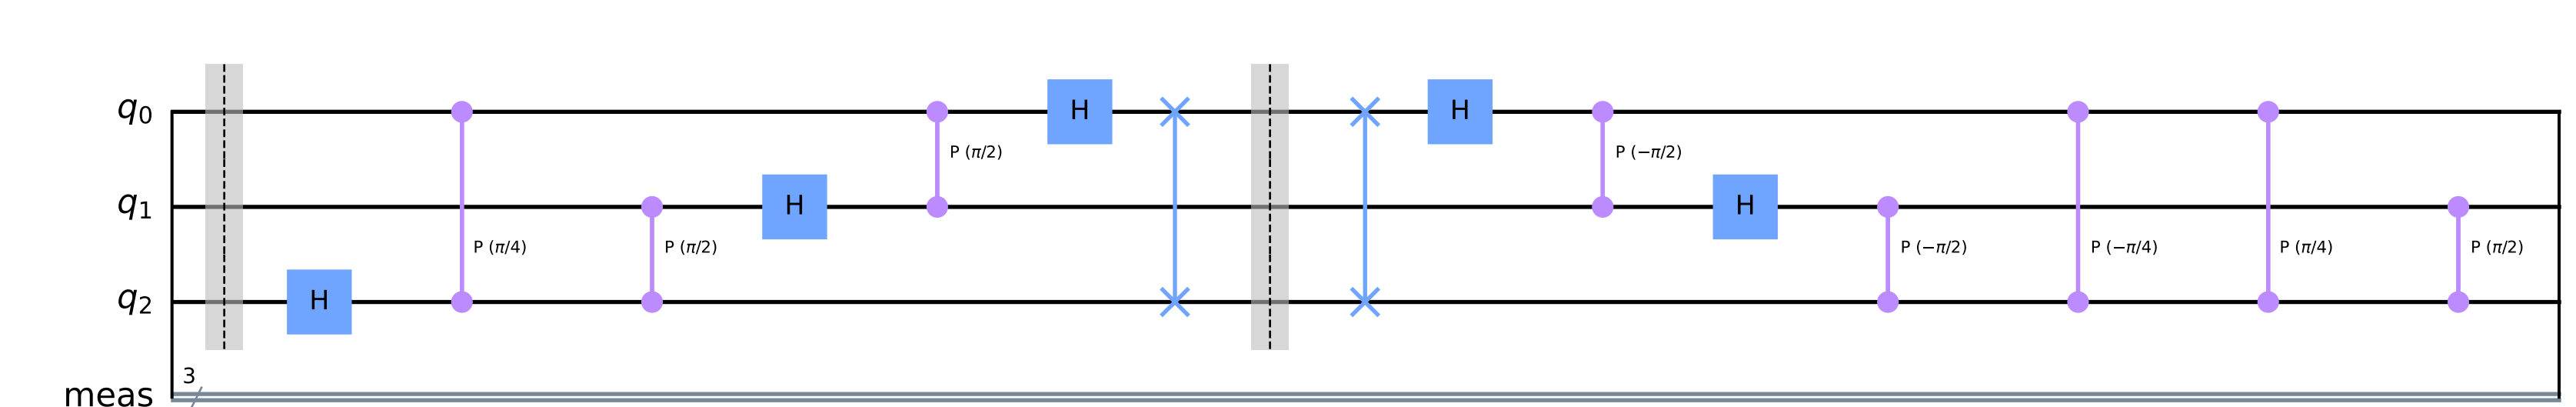 q0 H H
P (π/2) P (−π/2)
q1 H H
P (π/4) P (π/2) P (−π/2) P (−π/4) P (π/4) P (π/2)
q2 H
3
meas